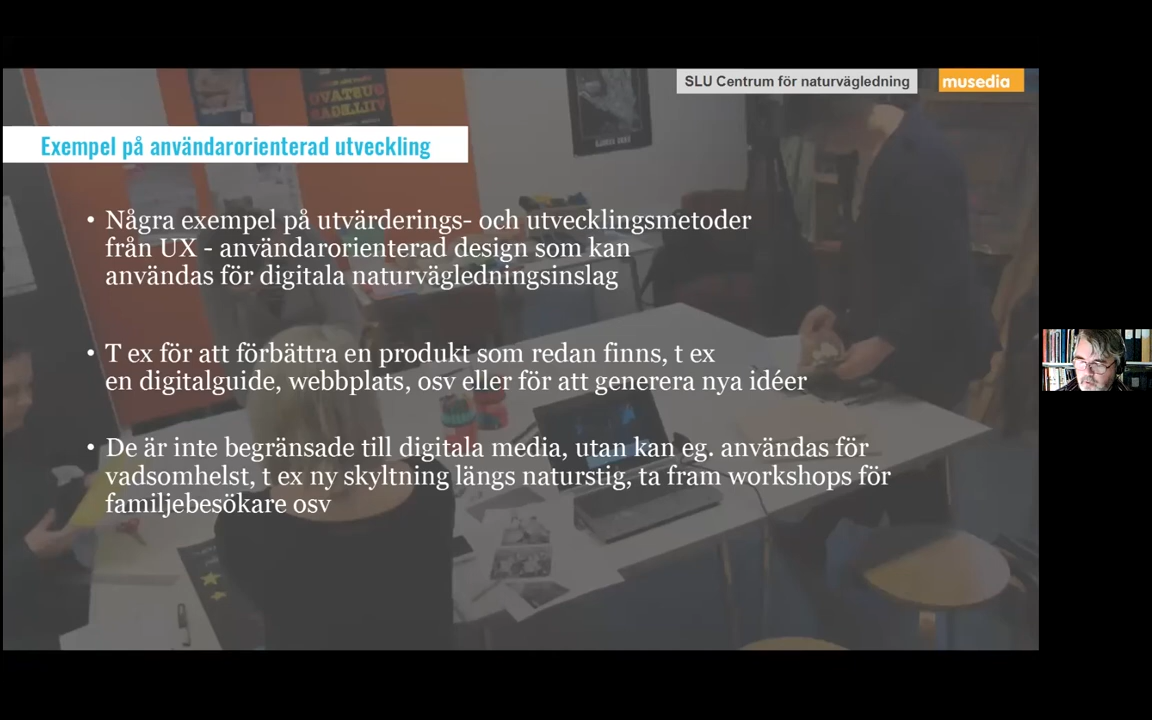 SLU Centrum för naturvägledning
musedia
Exempel på användarorienterad utveckling
• Några exempel på utvärderings- och utvecklingsmetoder
från UX - användarorienterad design som kan
användas för digitala naturvägledningsinslag
• T ex för att förbättra en produkt som redan finns, t ex
en digitalguide, webbplats, osv eller för att generera nya idéer
• De är inte begränsade till digitala media, utan kan eg. användas för
vadsomhelst, t ex ny skyltning längs naturstig, ta fram workshops för
familjebesökare osv